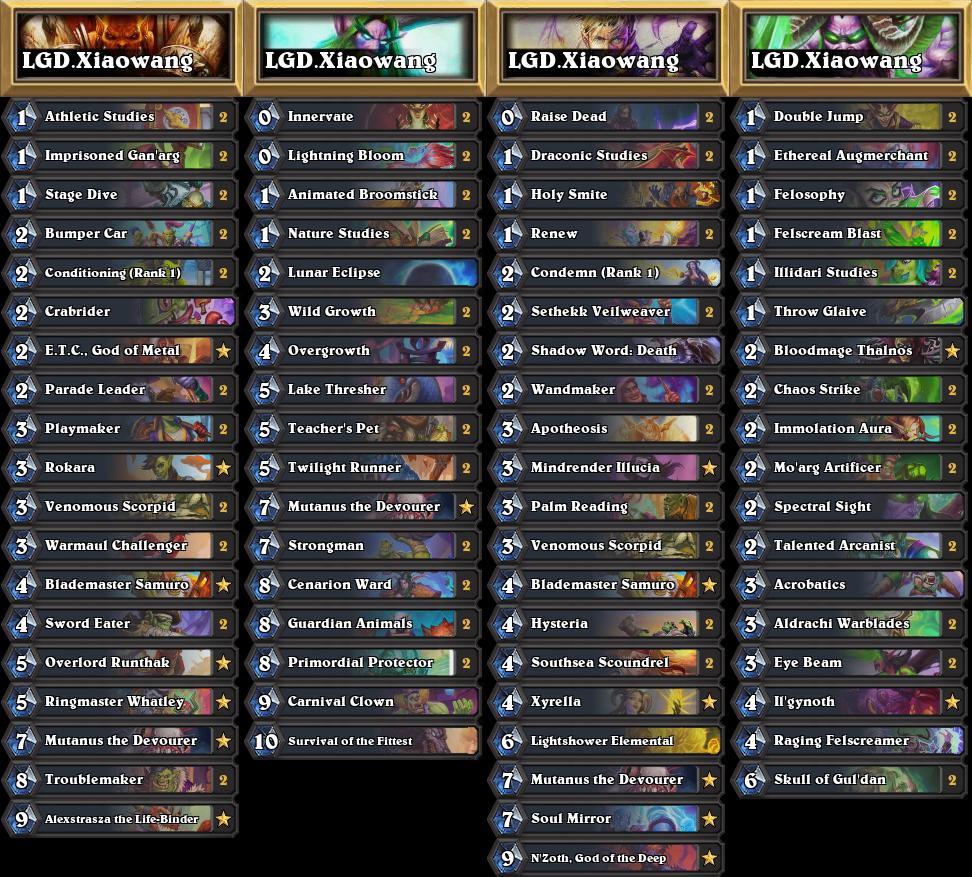 LGD.Xiaowang
1 Athletic Studies 2
1 Imprisoned Gan'arg 2
1 Stage Dive 2
2 Bumper Car 2
2 Conditioning (Rank 1) 2
2 Crabrider
2 E.T.C., God of Metal
2 Parade Leader 2
3 Playmaker 2
3 Rokara
3 Venomous Scorpid 2
3 Warmaul Challenger 2
4 Blademaster Samuro
4 Sword Eater 2
5 Overlord Runthak
5 Ringmaster Whatley
7 Mutanus the Devourer
8 Troublemaker 2
9 Alexstrasza the Life-Binder
LGD.Xiaowang
0 Innervate 2
0 Lightning Bloom 2
1 Animated Broomstick 2
1 Nature Studies 2
2 Lunar Eclipse
3 Wild Growth 2
4 Overgrowth 2
5 Lake Thresher 2
5 Teacher's Pet 2
5 Twilight Runner 2
7 Mutanus the Devourer
7 Strongman 2
8 Cenarion Ward 2
8 Guardian Animals 2
8 Primordial Protector 2
9 Carnival Clown
10 Survival of the Fittest
LGD.Xiaowang
0 Raise Dead 2
1 Draconic Studies 2
1 Holy Smite
1 Renew 2
2 Condemn (Rank 1)
2 Sethekk Veilweaver 2
2 Shadow Word: Death
2 Wandmaker 2
3 Apotheosis 2
3 Mindrender Illucia
3 Palm Reading 2
3 Venomous Scorpid 2
4 Blademaster Samuro
4 Hysteria 2
4 Southsea Scoundrel 2
4 Xyrella
6 Lightshower Elemental 2
7 Mutanus the Devourer
7 Soul Mirror
9 N'Zoth, God of the Deep
LGD.Xiaowang
1 Double Jump 2
1 Ethereal Augmerchant 2
1 Felosophy 2
1 Felscream Blast 2
1 Illidari Studies 2
1 Throw Glaive
2 Bloodmage Thalnos
2 Chaos Strike 2
2 Immolation Aura 2
2 Mo'arg Artificer 2
2 Spectral Sight
2 Talented Arcanist 2
3 Acrobatics
3 Aldrachi Warblades 2
3 Eye Beam 2
4 Il'gynoth
4 Raging Felscreamer
6 Skull of Gul'dan 2